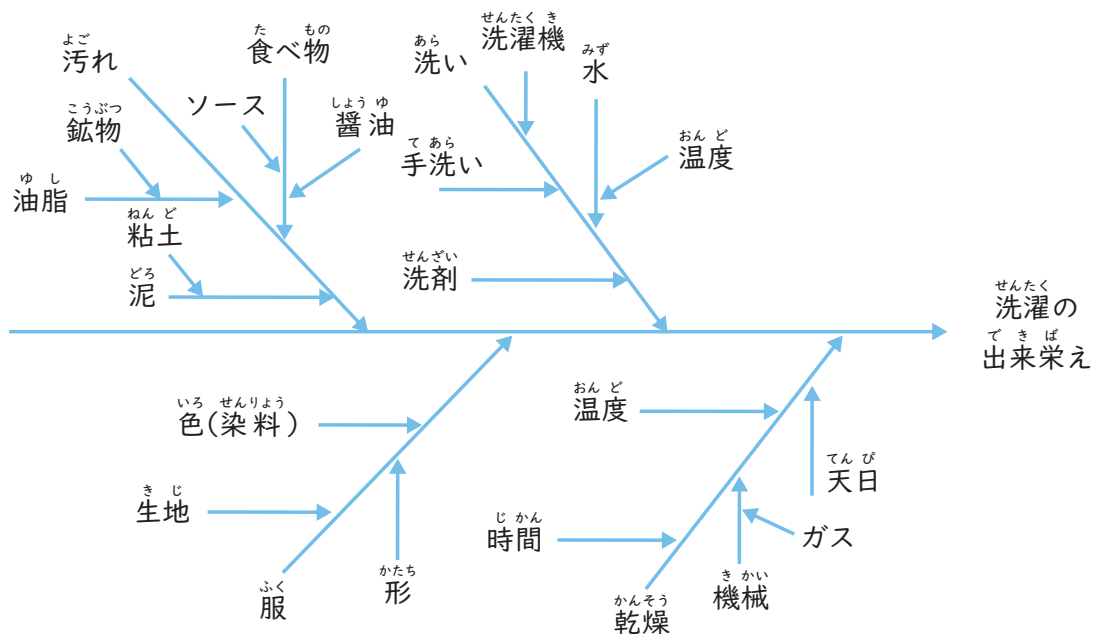 よご
汚れ
た もの
食べ物
ソース
しょう ゆ
醤油
こうぶつ
鉱物
ゆ し
油脂
ねん ど
粘土
どろ
泥
あら
洗い
せんたく き
洗濯機
みず
水
おん ど
温度
て あら
手洗い
せんざい
洗剤
せんたく
洗濯の
で き ば
出来栄え
いろ せんりょう
色(染料)
き じ
生地
ふく
服
かたち
形
おん ど
温度
てん ぴ
天日
じ かん
時間
ガス
き かい
機械
かんそう
乾燥